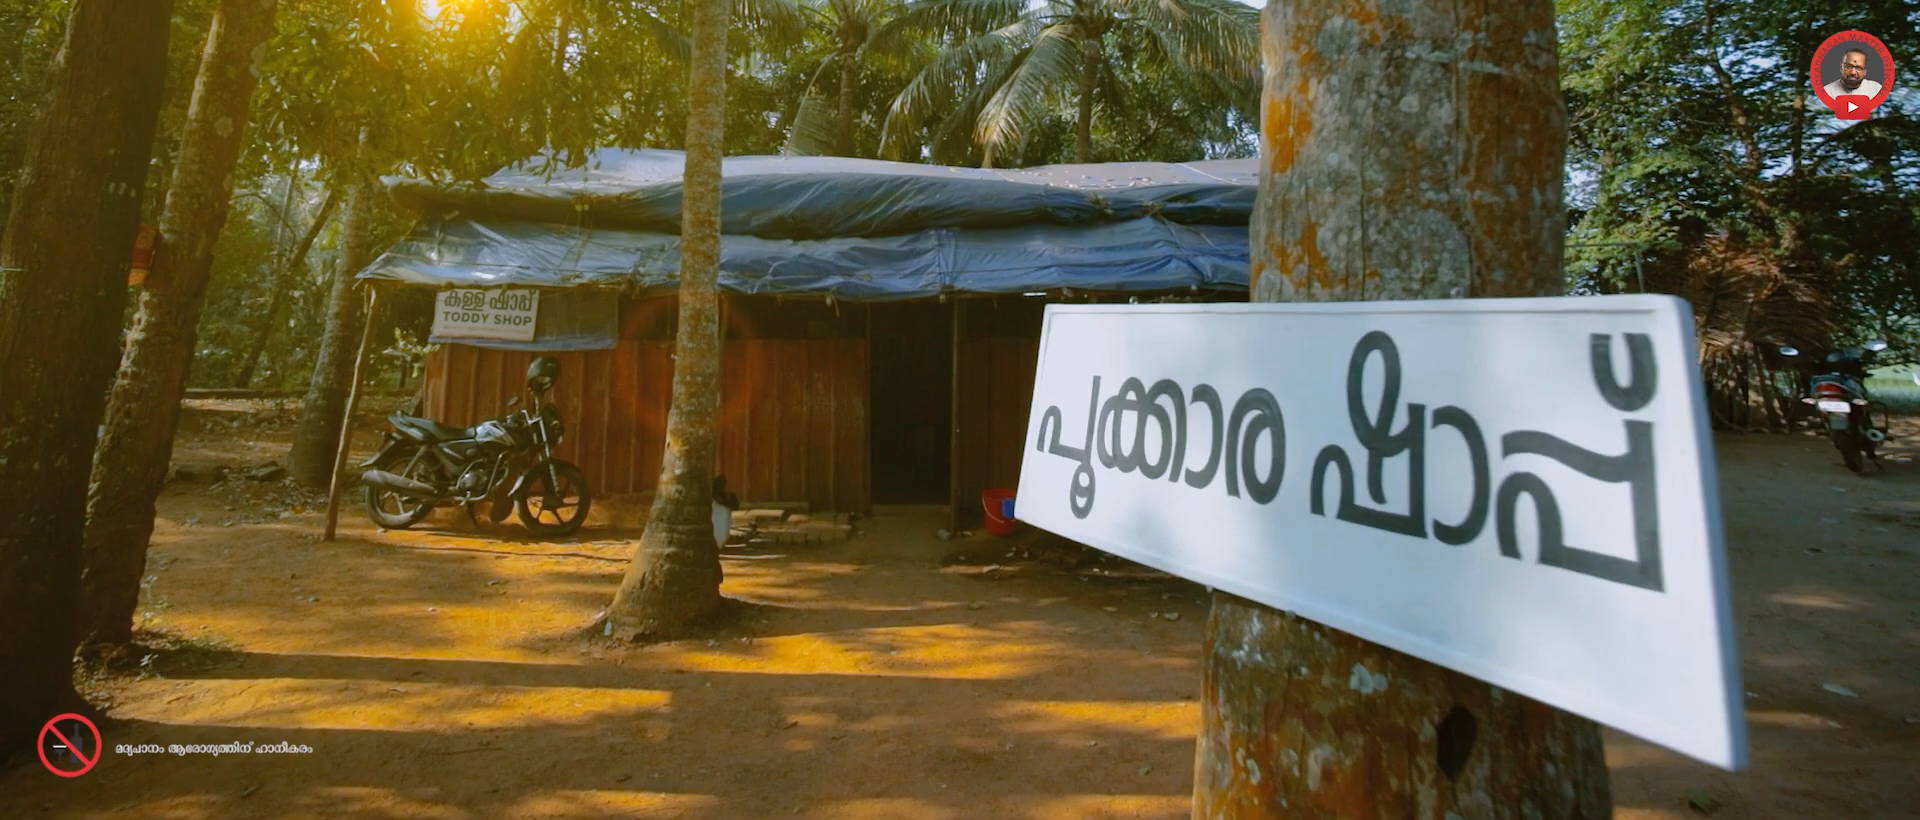 കള്ള് ഷാപ്പ്
TODDY SHOP
പൂക്കാര ഷാപ്പ്
മദ്യപാനം ആരോഗ്യത്തിന് ഹാനീകരം